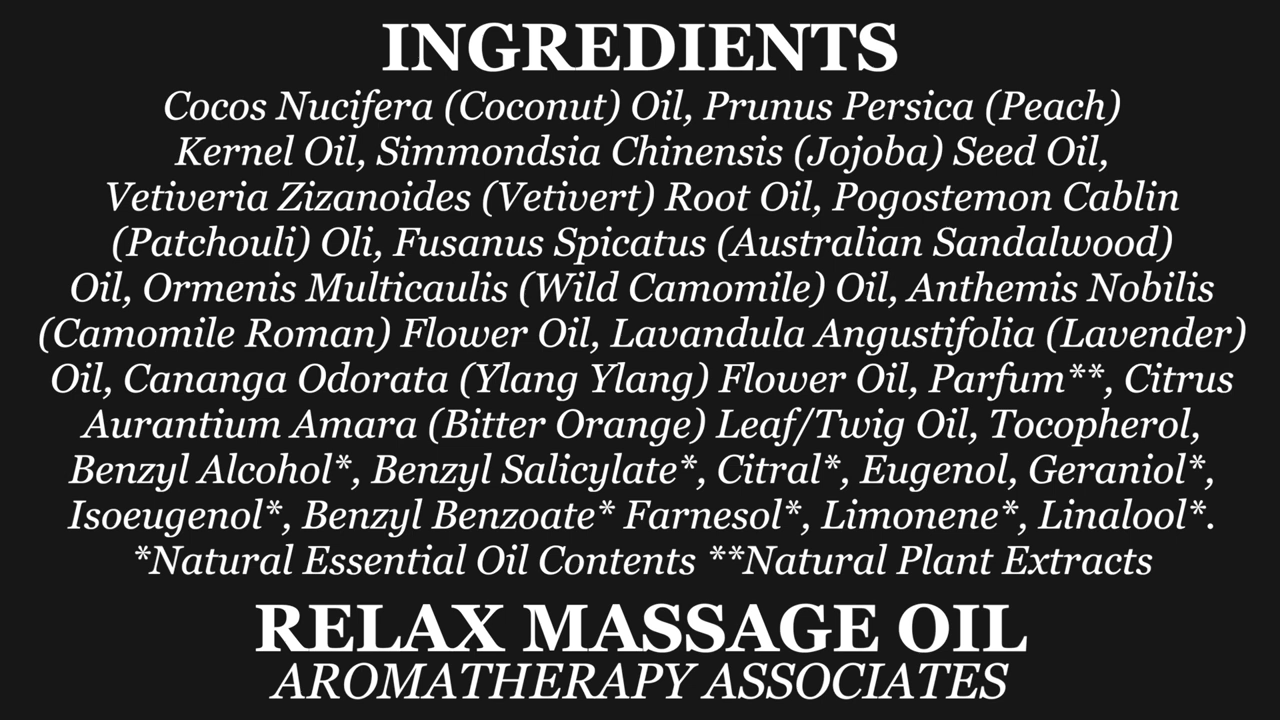 INGREDIENTS
Cocos Nucifera (Coconut) Oil, Prunus Persica (Peach)
Kernel Oil, Simmondsia Chinensis (Jojoba) Seed Oil,
Vetiveria Zizanoides (Vetivert) Root Oil, Pogostemon Cablin
(Patchouli) Oli, Fusanus Spicatus (Australian Sandalwood)
Oil, Ormenis Multicaulis (Wild Camomile) Oil, Anthemis Nobilis
(Camomile Roman) Flower Oil, Lavandula Angustifolia (Lavender)
Oil, Cananga Odorata (Ylang Ylang) Flower Oil, Parfum**, Citrus
Aurantium Amara (Bitter Orange) Leaf/Twig Oil, Tocopherol,
Benzyl Alcohol*, Benzyl Salicylate*, Citral*, Eugenol, Geraniol*,
Isoeugenol*, Benzyl Benzoate* Farnesol*, Limonene*, Linalool*.
*Natural Essential Oil Contents **Natural Plant Extracts
RELAX MASSAGE OIL
AROMATHERAPY ASSOCIATES